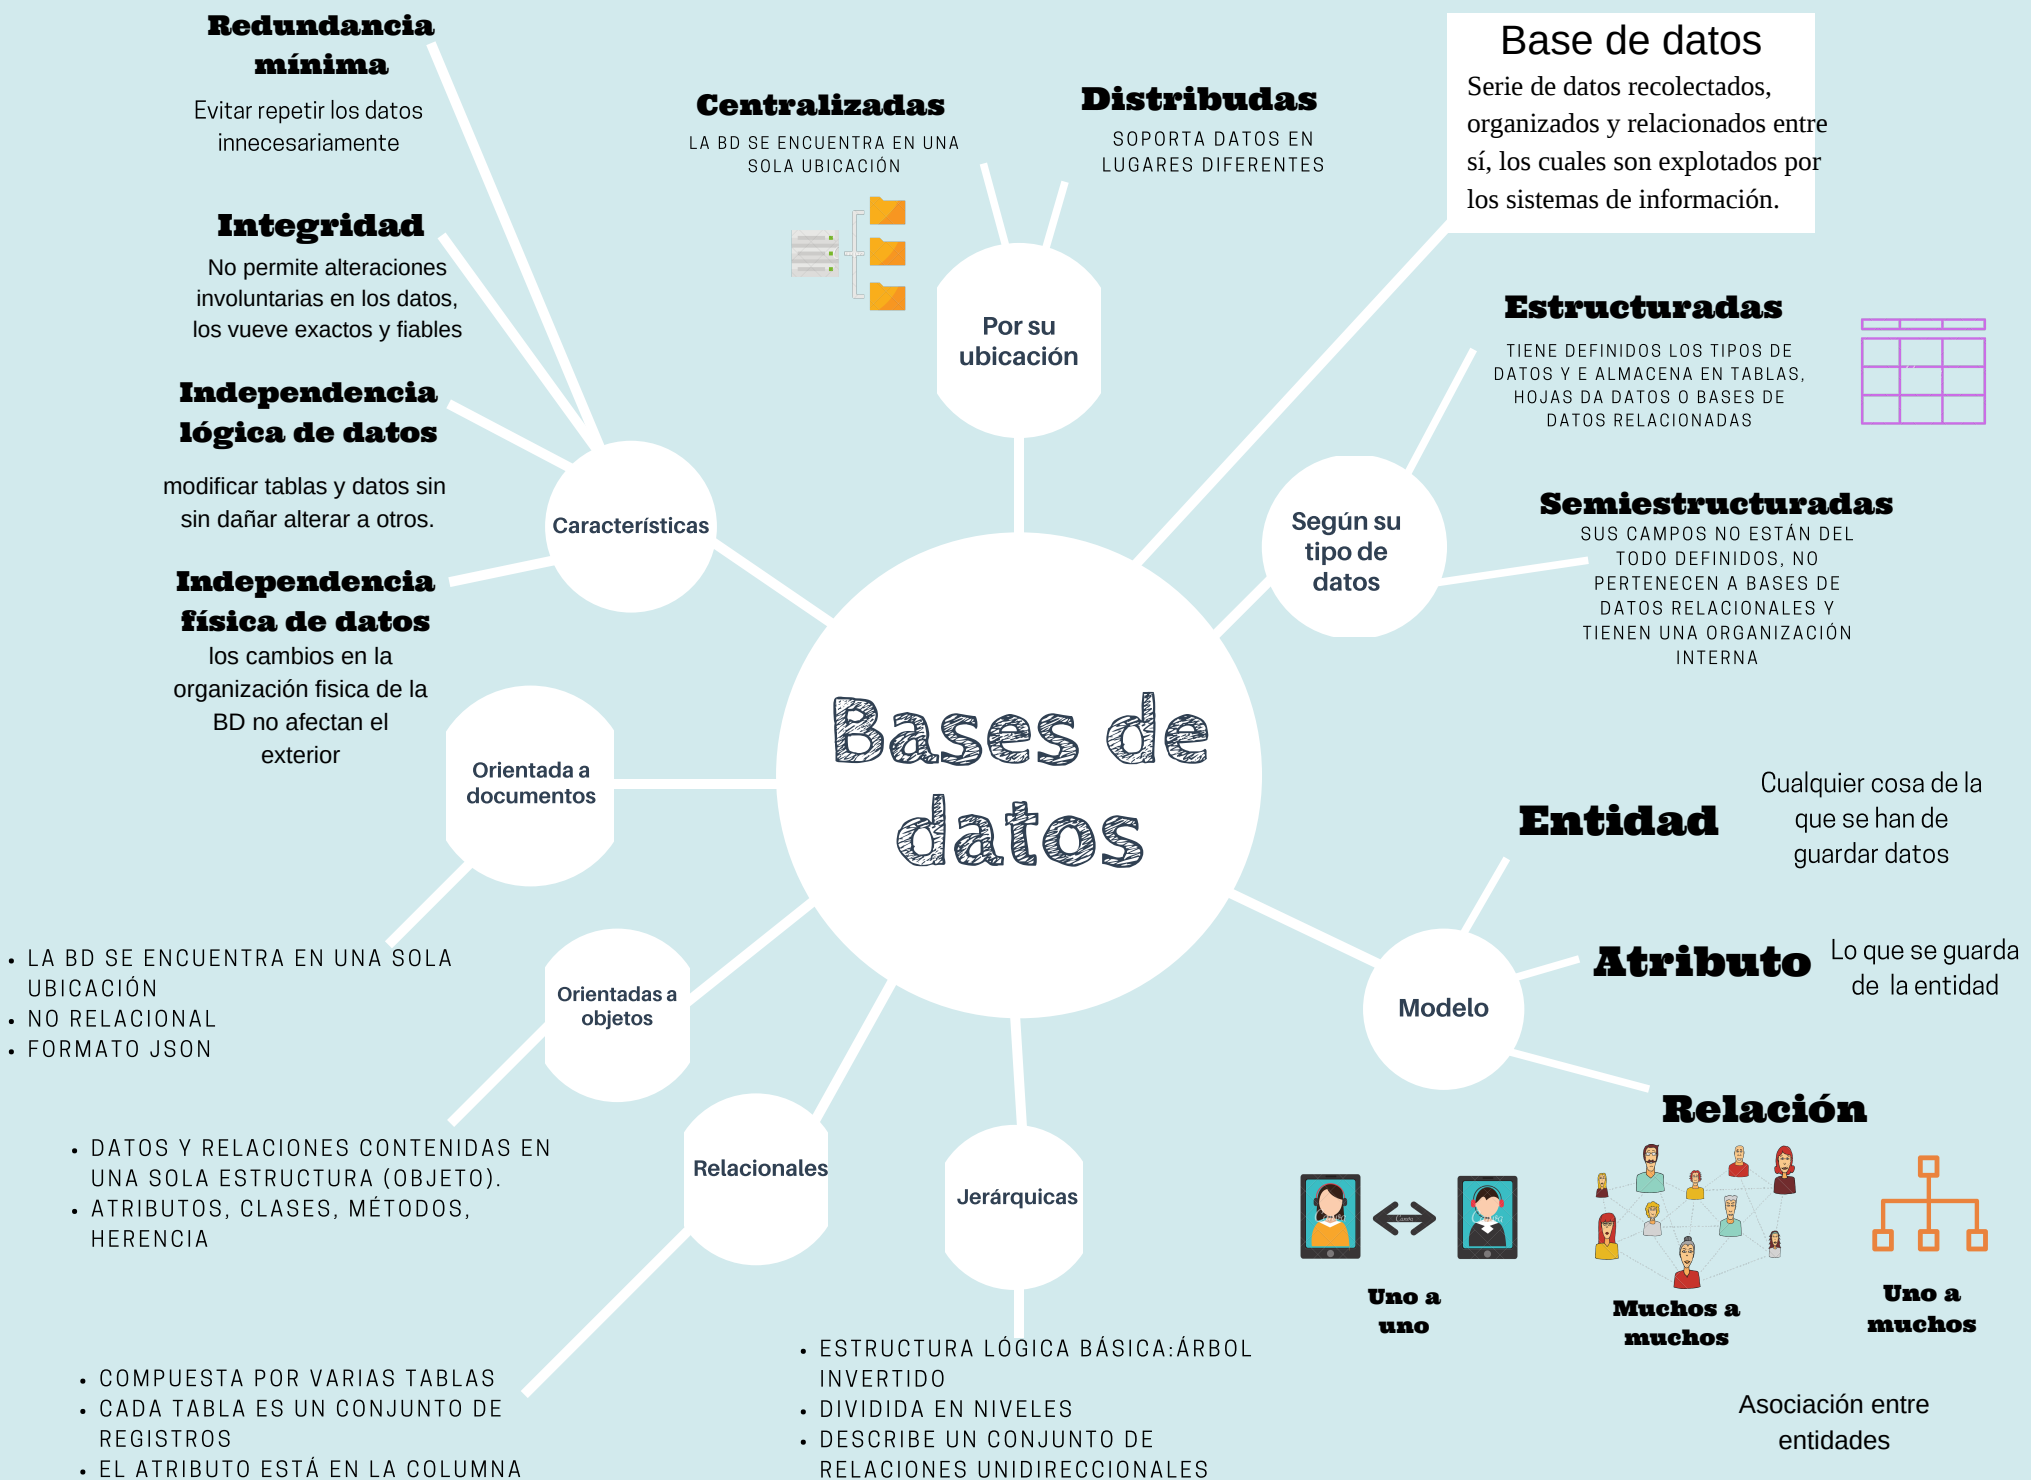 Redundancia
mínima
Evitar repetir los datos
innecesariamente
Integridad
No permite alteraciones
involuntarias en los datos,
los vueve exactos y fiables
Independencia
lógica de datos
modificar tablas y datos sin
sin dañar alterar a otros.
Independencia
física de datos
los cambios en la
organización fisica de la
BD no afectan el
exterior
Características
Centralizadas
LA BD SE ENCUENTRA EN UNA
SOLA UBICACIÓN
Distribudas
SOPORTA DATOS EN
LUGARES DIFERENTES
Por su
ubicación
Base de datos
Serie de datos recolectados,
organizados y relacionados entre
sí, los cuales son explotados por
los sistemas de información.
Estructuradas
TIENE DEFINIDOS LOS TIPOS DE
DATOS Y E ALMACENA EN TABLAS,
HOJAS DA DATOS O BASES DE
DATOS RELACIONADAS
Según su
tipo de
datos
Semiestructuradas
SUS CAMPOS NO ESTÁN DEL
TODO DEFINIDOS, NO
PERTENECEN A BASES DE
DATOS RELACIONALES Y
TIENEN UNA ORGANIZACIÓN
INTERNA
Bases de
datos
Orientada a
documentos
• LA BD SE ENCUENTRA EN UNA SOLA
UBICACIÓN
• NO RELACIONAL
• FORMATO JSON
Orientadas a
objetos
• DATOS Y RELACIONES CONTENIDAS EN
UNA SOLA ESTRUCTURA (OBJETO).
• ATRIBUTOS, CLASES, MÉTODOS,
HERENCIA
Relacionales
• COMPUESTA POR VARIAS TABLAS
• CADA TABLA ES UN CONJUNTO DE
REGISTROS
• EL ATRIBUTO ESTÁ EN LA COLUMNA
Jerárquicas
• ESTRUCTURA LÓGICA BÁSICA:ÁRBOL
INVERTIDO
• DIVIDIDA EN NIVELES
• DESCRIBE UN CONJUNTO DE
RELACIONES UNIDIRECCIONALES
Modelo
Entidad
Cualquier cosa de la
que se han de
guardar datos
Atributo
Lo que se guarda
de la entidad
Relación
Canva
Canva
Canva
Uno a
uno
Muchos a
muchos
Uno a
muchos
Asociación entre
entidades